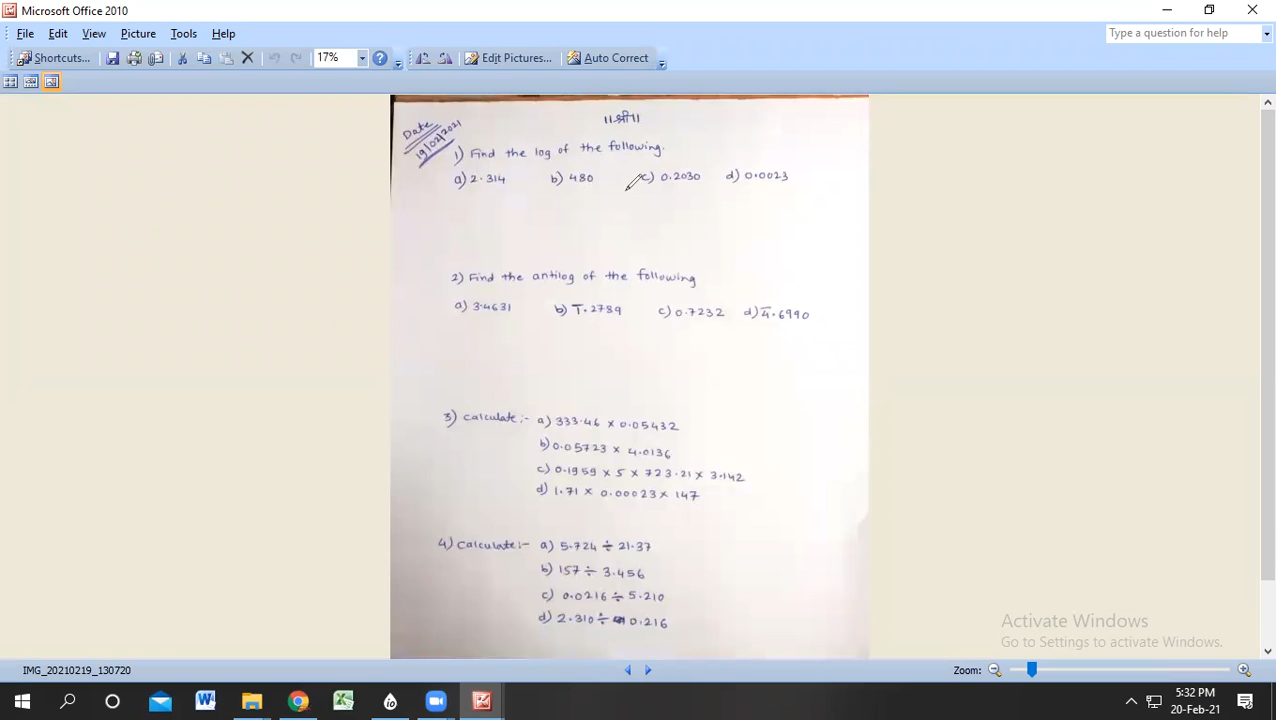 Microsoft Office 2010
File Edit View Picture Tools Help
Type a question for help
Shortcuts... 17% Edit Pictures... Auto Correct
॥श्री॥
Date
19/02/2021
1) Find the log of the following.
a) 2.314 b) 480 c) 0.2030 d) 0.0023
2) Find the antilog of the following
a) 3.4631 b) 1̅.2789 c) 0.7232 d) 4̅.6990
3) Calculate:- a) 333.46 × 0.05432
b) 0.05723 × 4.0136
c) 0.1959 × 5 × 723.21 × 3.142
d) 1.71 × 0.00023 × 147
4) Calculate:- a) 5.724 ÷ 21.37
b) 157 ÷ 3.456
c) 0.0216 ÷ 5.210
d) 2.310 ÷ 0.216
Activate Windows
Go to Settings to activate Windows.
IMG_20210219_130720
Zoom:
5:32 PM
20-Feb-21